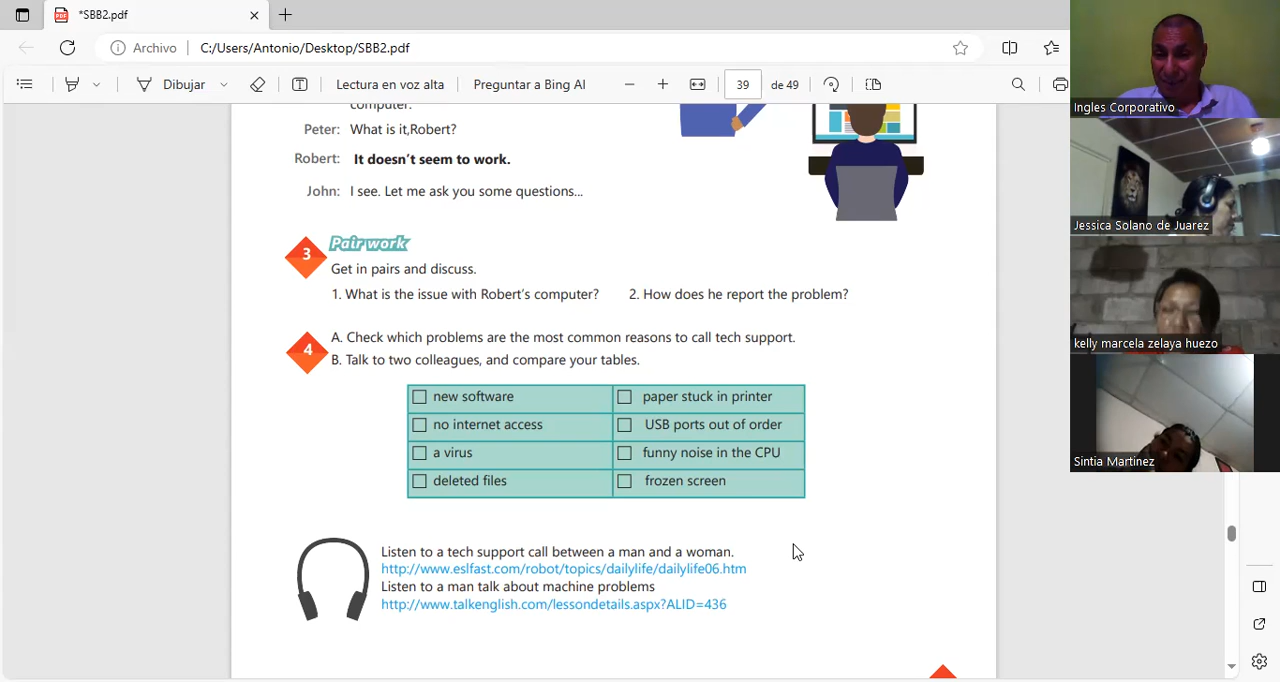 *SBB2.pdf
Archivo C:/Users/Antonio/Desktop/SBB2.pdf
Dibujar Lectura en voz alta Preguntar a Bing AI 39 de 49
computer.
Peter: What is it,Robert?
Robert: It doesn't seem to work.
John: I see. Let me ask you some questions...
3 Pair work
Get in pairs and discuss.
1. What is the issue with Robert's computer? 2. How does he report the problem?
4 A. Check which problems are the most common reasons to call tech support.
B. Talk to two colleagues, and compare your tables.
new software paper stuck in printer
no internet access USB ports out of order
a virus funny noise in the CPU
deleted files frozen screen
Listen to a tech support call between a man and a woman.
http://www.eslfast.com/robot/topics/dailylife/dailylife06.htm
Listen to a man talk about machine problems
http://www.talkenglish.com/lessondetails.aspx?ALID=436
Ingles Corporativo
Jessica Solano de Juarez
kelly marcela zelaya huezo
Sintia Martinez